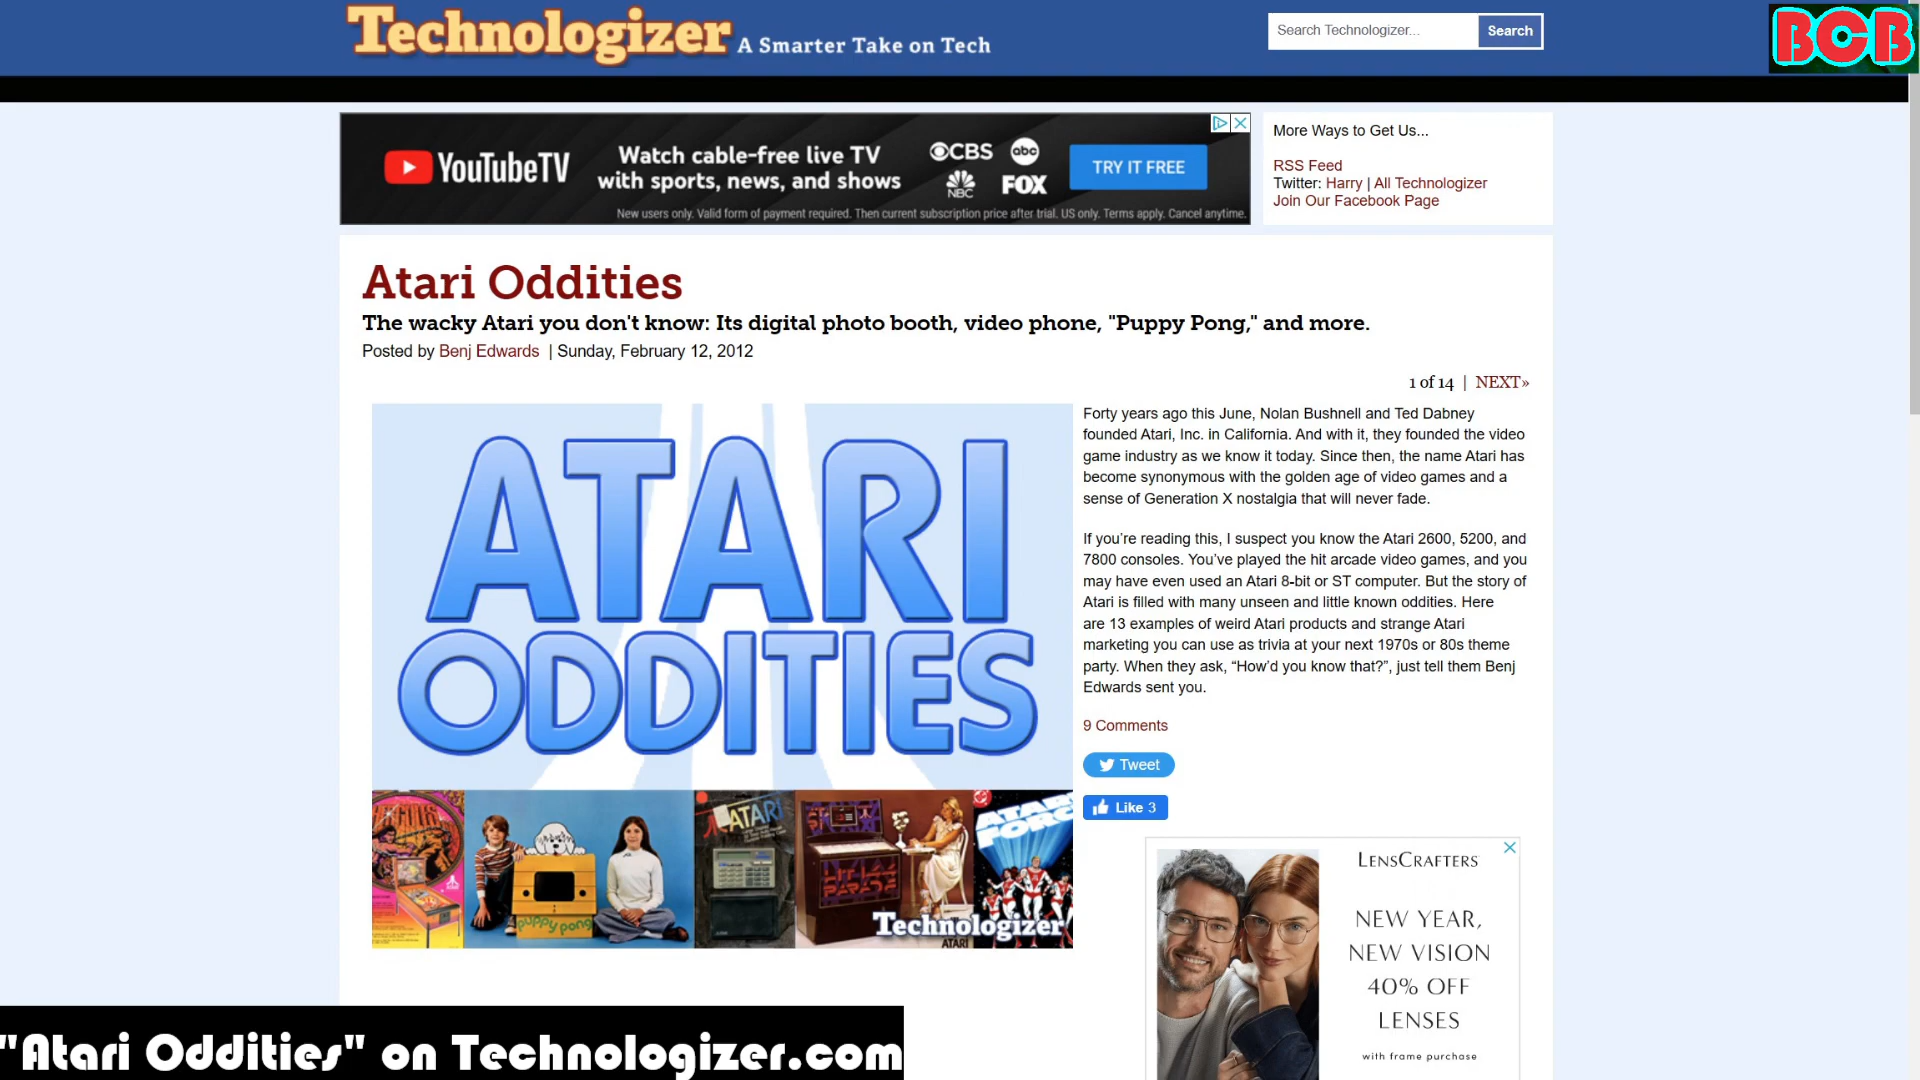 Technologizer A Smarter Take on Tech
Search Technologizer...
Search
BCB
YouTubeTV
Watch cable-free live TV
with sports, news, and shows
CBS
abc
NBC
FOX
TRY IT FREE
New users only. Valid form of payment required. Then current subscription price after trial. US only. Terms apply. Cancel anytime.
More Ways to Get Us...
RSS Feed
Twitter: Harry | All Technologizer
Join Our Facebook Page
Atari Oddities
The wacky Atari you don't know: Its digital photo booth, video phone, "Puppy Pong," and more.
Posted by Benj Edwards | Sunday, February 12, 2012
1 of 14 | NEXT»
ATARI
ODDITIES
ATARI
puppy pong
ATARI
ATARI
FORCE
Technologizer
Forty years ago this June, Nolan Bushnell and Ted Dabney
founded Atari, Inc. in California. And with it, they founded the video
game industry as we know it today. Since then, the name Atari has
become synonymous with the golden age of video games and a
sense of Generation X nostalgia that will never fade.
If you're reading this, I suspect you know the Atari 2600, 5200, and
7800 consoles. You've played the hit arcade video games, and you
may have even used an Atari 8-bit or ST computer. But the story of
Atari is filled with many unseen and little known oddities. Here
are 13 examples of weird Atari products and strange Atari
marketing you can use as trivia at your next 1970s or 80s theme
party. When they ask, “How'd you know that?”, just tell them Benj
Edwards sent you.
9 Comments
Tweet
Like 3
LENSCRAFTERS
NEW YEAR,
NEW VISION
40% OFF
LENSES
with frame purchase
"Atari Oddities" on Technologizer.com